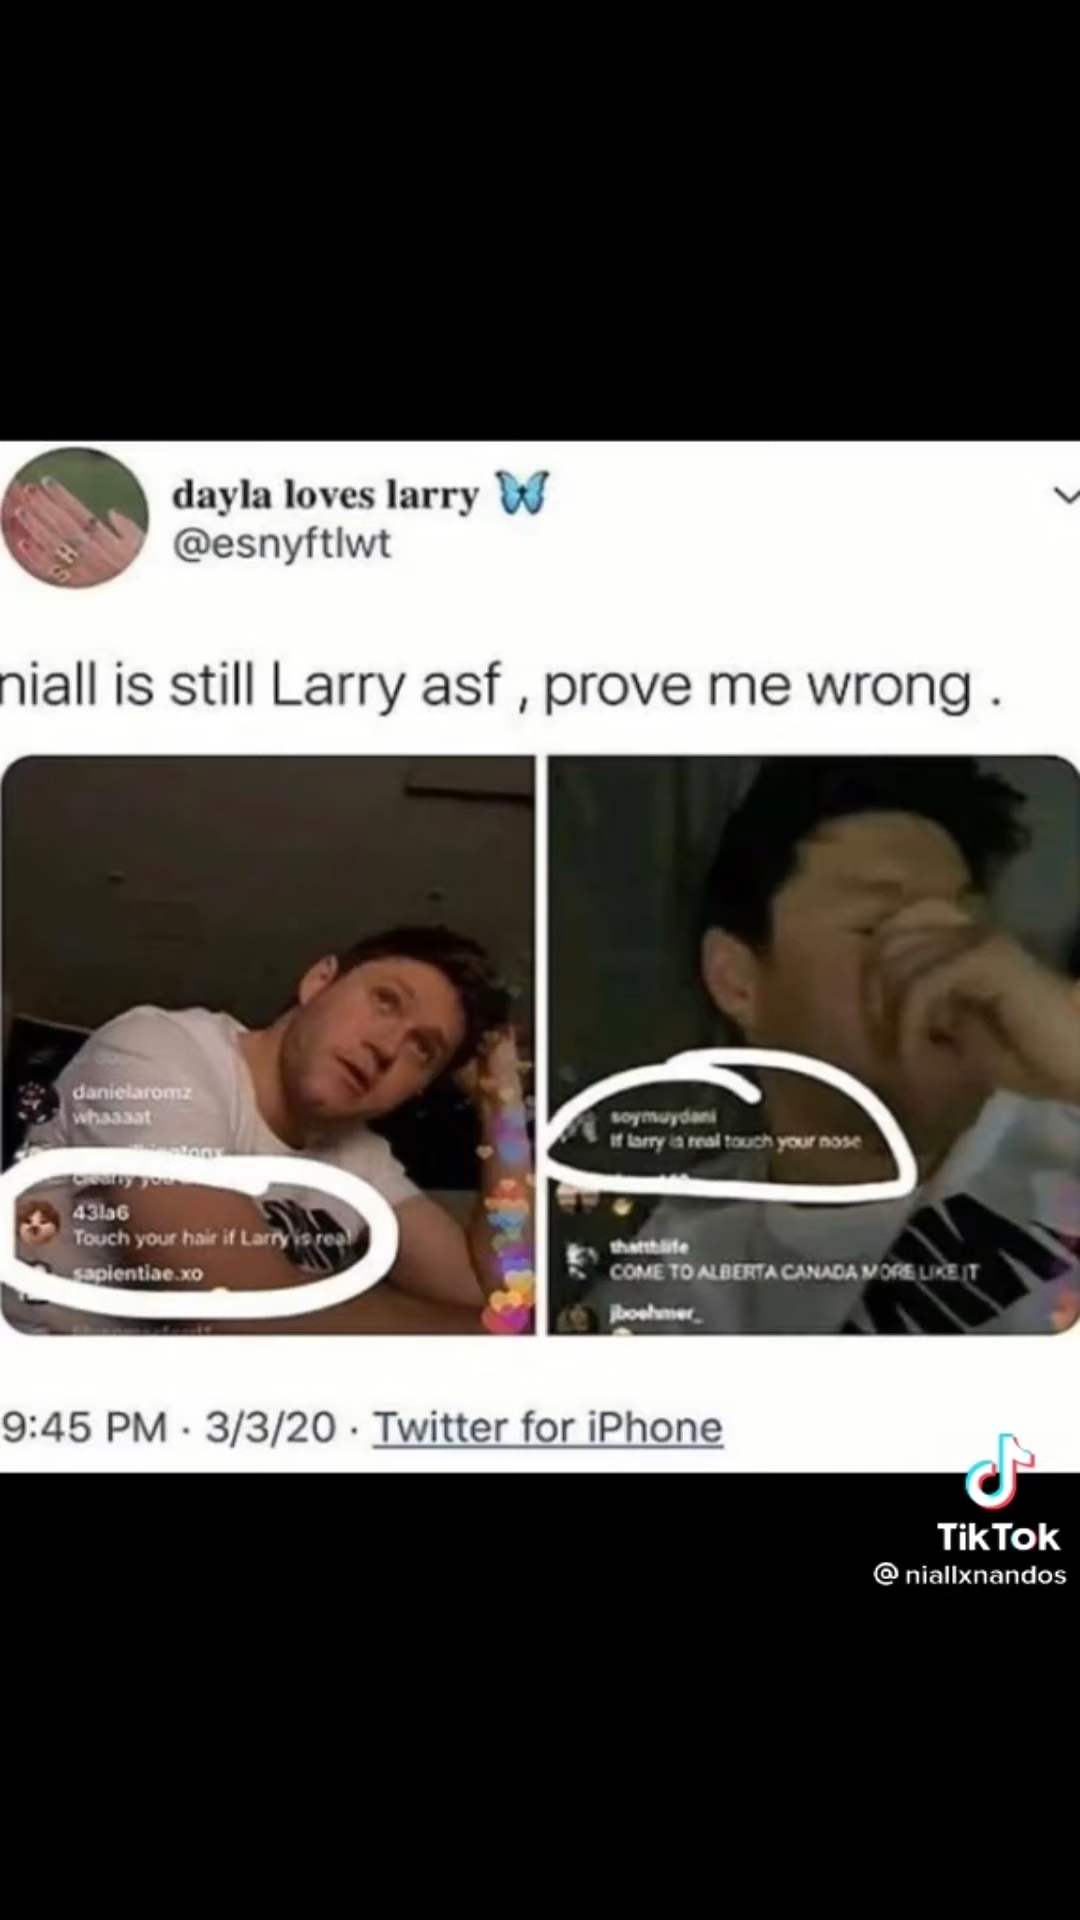 dayla loves larry 🦋
@esnyftlwt
niall is still Larry asf , prove me wrong .
danielaromz
whaaaat
43la6
Touch your hair if Larry is real
sapientiae.xo
soymuydani
If larry is real touch your nose
thattblife
COME TO ALBERTA CANADA MORE LIKE IT
jboehmer_
9:45 PM · 3/3/20 · Twitter for iPhone
TikTok
@niallxnandos